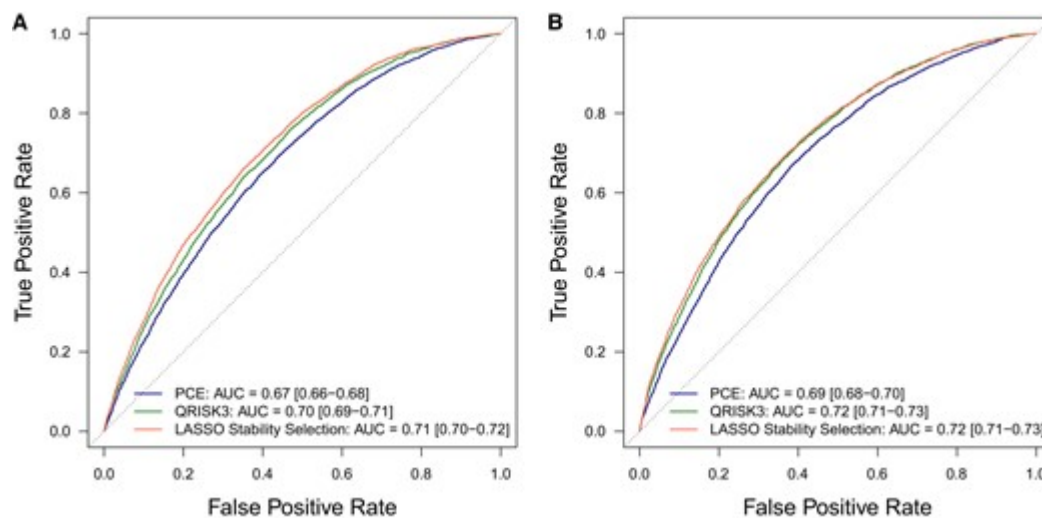 A
True Positive Rate
1.0
0.8
0.6
0.4
0.2
0.0
PCE: AUC = 0.67 [0.66−0.68]
QRISK3: AUC = 0.70 [0.69−0.71]
LASSO Stability Selection: AUC = 0.71 [0.70−0.72]
0.0 0.2 0.4 0.6 0.8 1.0
False Positive Rate
B
True Positive Rate
1.0
0.8
0.6
0.4
0.2
0.0
PCE: AUC = 0.69 [0.68−0.70]
QRISK3: AUC = 0.72 [0.71−0.73]
LASSO Stability Selection: AUC = 0.72 [0.71−0.73]
0.0 0.2 0.4 0.6 0.8 1.0
False Positive Rate